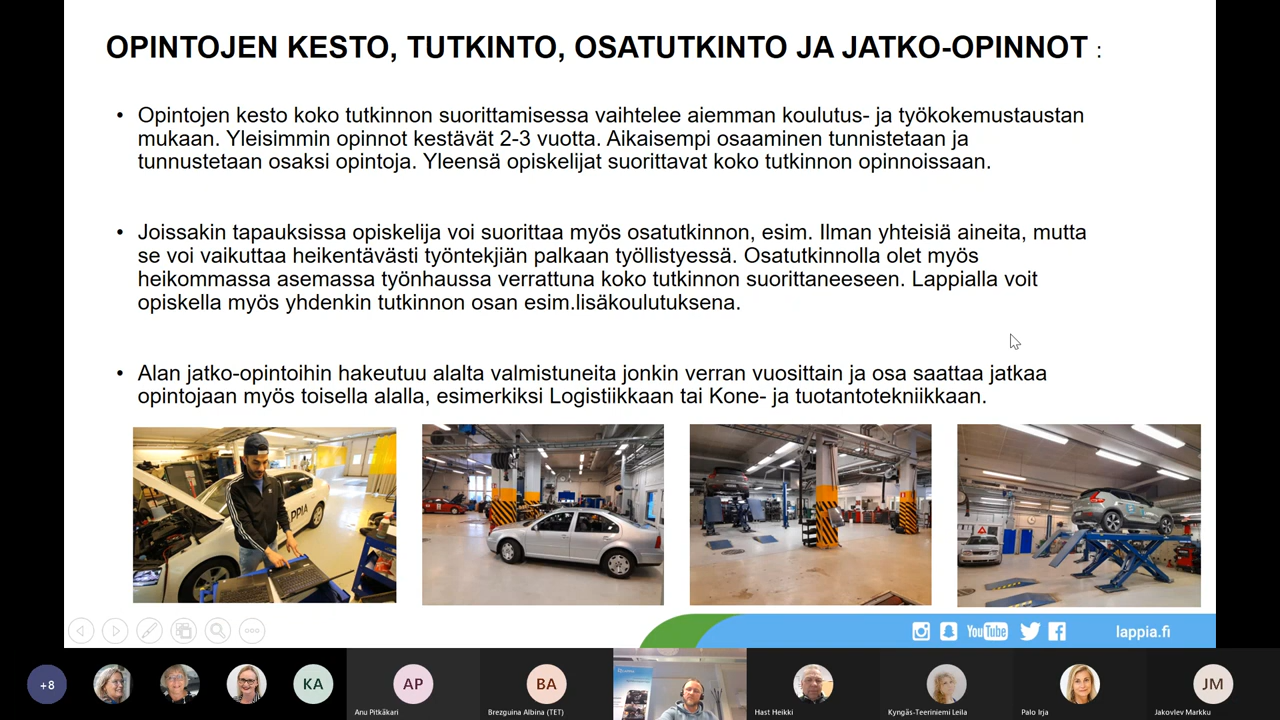 OPINTOJEN KESTO, TUTKINTO, OSATUTKINTO JA JATKO-OPINNOT :
• Opintojen kesto koko tutkinnon suorittamisessa vaihtelee aiemman koulutus- ja työkokemustaustan
mukaan. Yleisimmin opinnot kestävät 2-3 vuotta. Aikaisempi osaaminen tunnistetaan ja
tunnustetaan osaksi opintoja. Yleensä opiskelijat suorittavat koko tutkinnon opinnoissaan.
• Joissakin tapauksissa opiskelija voi suorittaa myös osatutkinnon, esim. Ilman yhteisiä aineita, mutta
se voi vaikuttaa heikentävästi työntekjiän palkaan työllistyessä. Osatutkinnolla olet myös
heikommassa asemassa työnhaussa verrattuna koko tutkinnon suorittaneeseen. Lappialla voit
opiskella myös yhdenkin tutkinnon osan esim.lisäkoulutuksena.
• Alan jatko-opintoihin hakeutuu alalta valmistuneita jonkin verran vuosittain ja osa saattaa jatkaa
opintojaan myös toisella alalla, esimerkiksi Logistiikkaan tai Kone- ja tuotantotekniikkaan.
YouTube
lappia.fi
+8
KA
AP
BA
JM
Anu Pitkäkari
Brezguina Albina (TET)
Hast Heikki
Kyngäs-Teeriniemi Leila
Palo Irja
Jakovlev Markku